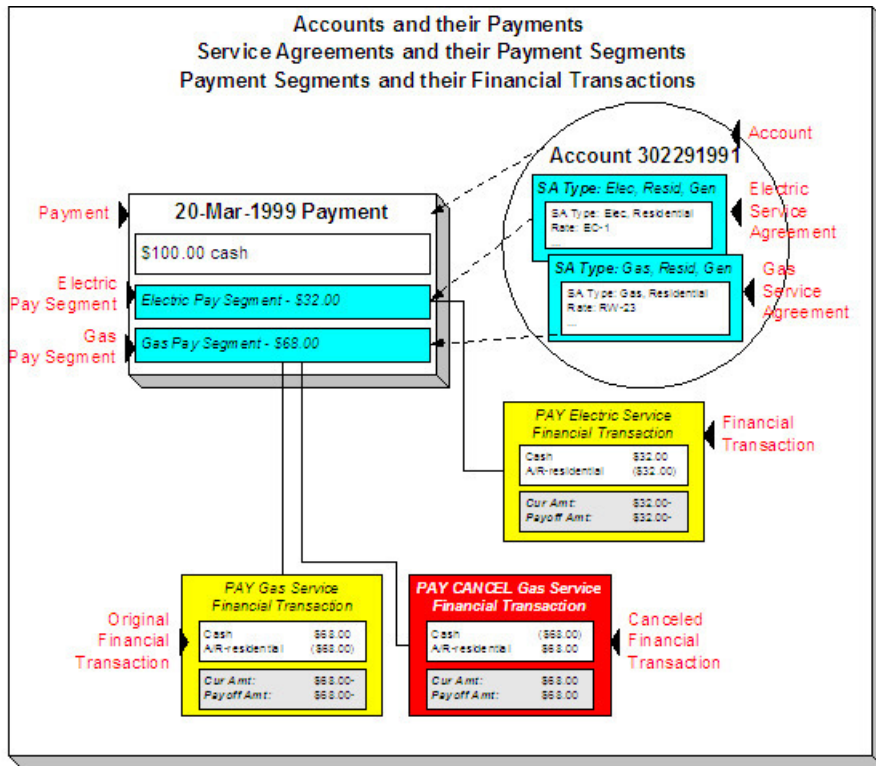 Accounts and their Payments
Service Agreements and their Payment Segments
Payment Segments and their Financial Transactions
Account
Account 302291991
SA Type: Elec, Resid, Gen
SA Type: Elec, Residential
Rate: EC-1
...
Electric
Service
Agreement
SA Type: Gas, Resid, Gen
SA Type: Gas, Residential
Rate: RW-23
...
Gas
Service
Agreement
Payment
20-Mar-1999 Payment
$100.00 cash
Electric
Pay Segment
Electric Pay Segment - $32.00
Gas
Pay Segment
Gas Pay Segment - $68.00
PAY Electric Service
Financial Transaction
Cash $32.00
A/R-residential ($32.00)
Cur Amt: $32.00-
Payoff Amt: $32.00-
Financial
Transaction
Original
Financial
Transaction
PAY Gas Service
Financial Transaction
Cash $68.00
A/R-residential ($68.00)
Cur Amt: $68.00-
Payoff Amt: $68.00-
PAY CANCEL Gas Service
Financial Transaction
Cash ($68.00)
A/R-residential $68.00
Cur Amt: $68.00
Payoff Amt: $68.00
Canceled
Financial
Transaction